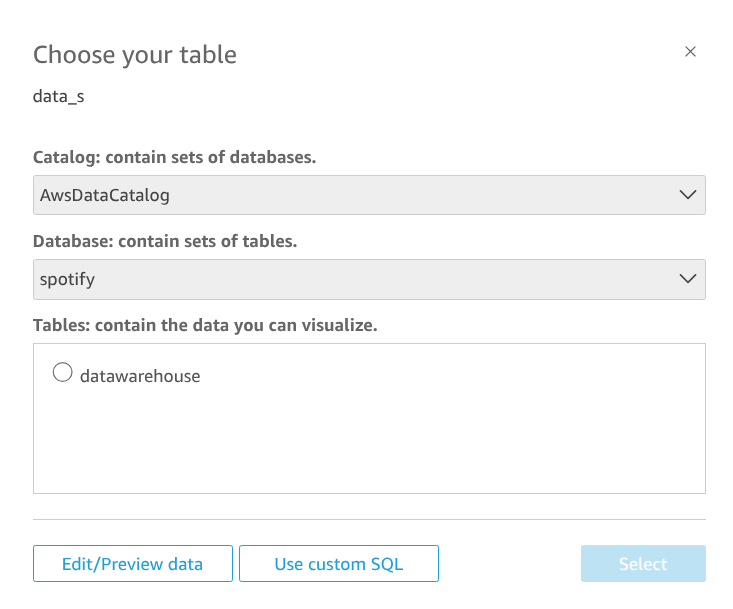 Choose your table
data_s
Catalog: contain sets of databases.
AwsDataCatalog
Database: contain sets of tables.
spotify
Tables: contain the data you can visualize.
datawarehouse
Edit/Preview data
Use custom SQL
Select